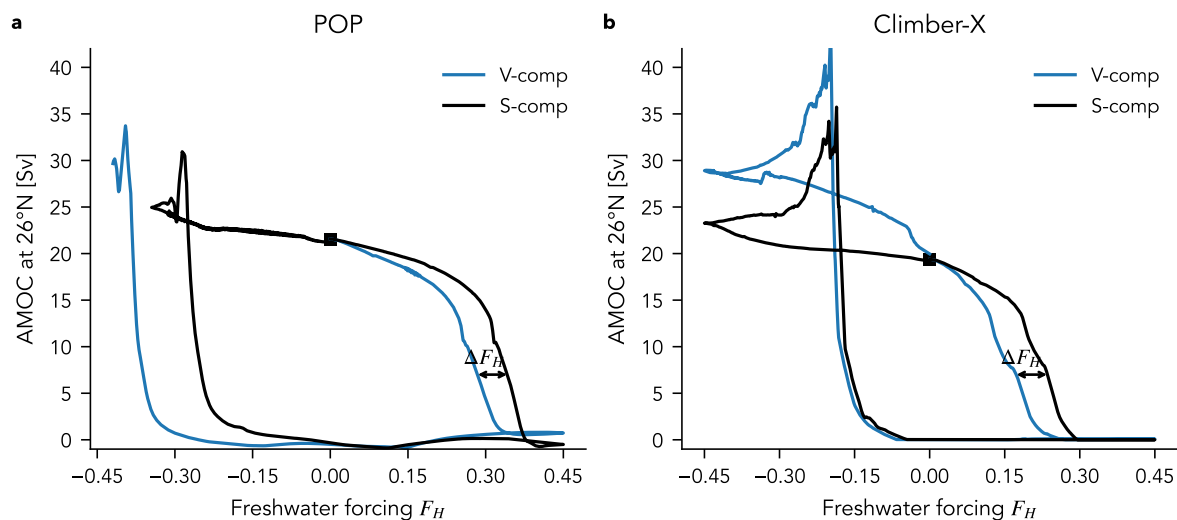 a
POP
40
35
30
25
20
15
10
5
0
AMOC at 26°N [Sv]
V-comp
S-comp
ΔF_H
−0.45
−0.30
−0.15
0.00
0.15
0.30
0.45
Freshwater forcing F_H
b
Climber-X
40
35
30
25
20
15
10
5
0
AMOC at 26°N [Sv]
V-comp
S-comp
ΔF_H
−0.45
−0.30
−0.15
0.00
0.15
0.30
0.45
Freshwater forcing F_H